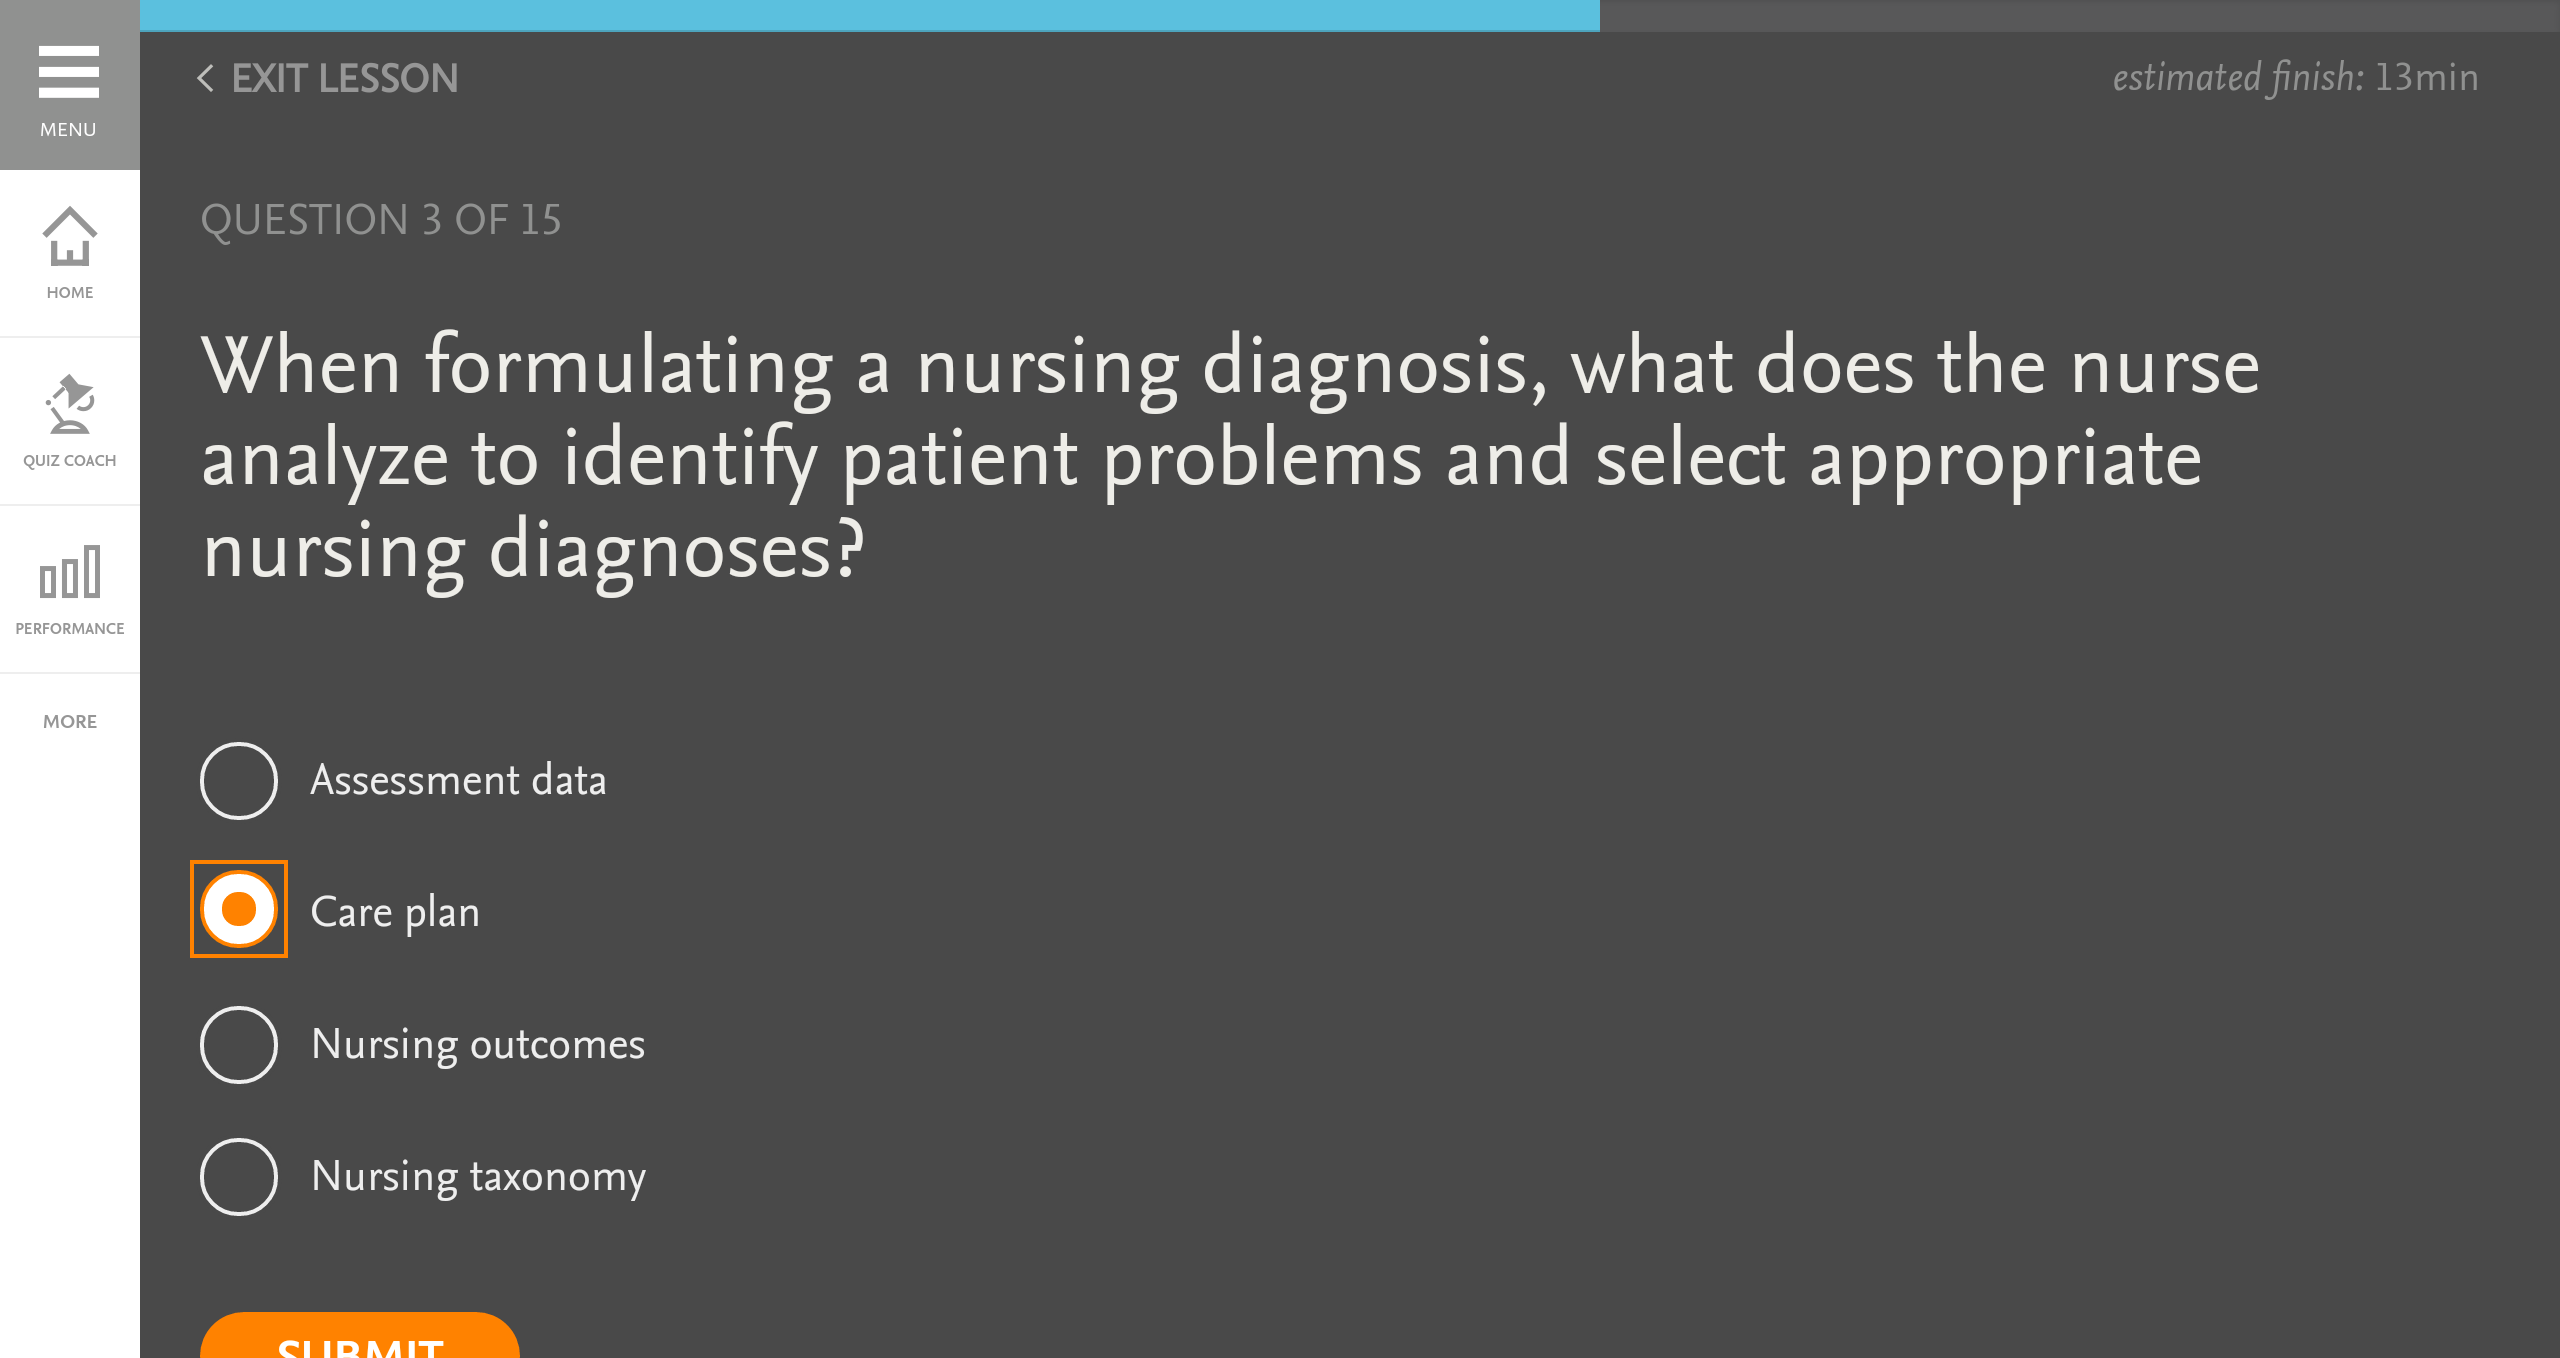 MENU
HOME
QUIZ COACH
PERFORMANCE
MORE
EXIT LESSON
estimated finish: 13min
QUESTION 3 OF 15
When formulating a nursing diagnosis, what does the nurse
analyze to identify patient problems and select appropriate
nursing diagnoses?
Assessment data
Care plan
Nursing outcomes
Nursing taxonomy
SUBMIT